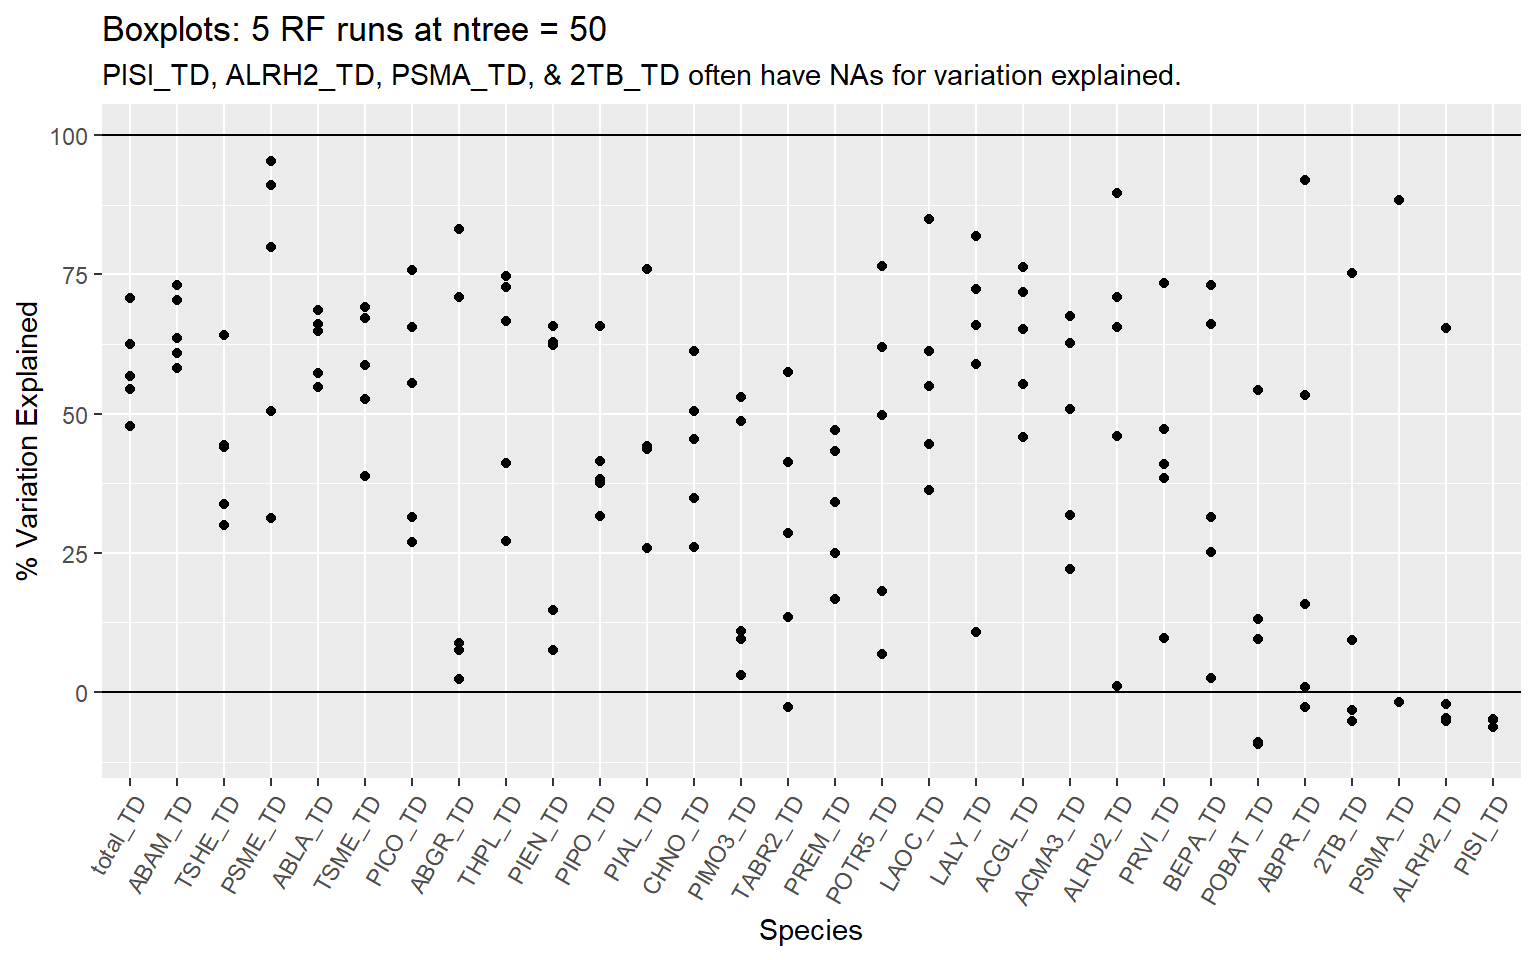 Boxplots: 5 RF runs at ntree = 50
PISI_TD, ALRH2_TD, PSMA_TD, & 2TB_TD often have NAs for variation explained.
% Variation Explained
100
75
50
25
0
total_TD
ABAM_TD
TSHE_TD
PSME_TD
ABLA_TD
TSME_TD
PICO_TD
ABGR_TD
THPL_TD
PIEN_TD
PIPO_TD
PIAL_TD
CHNO_TD
PIMO3_TD
TABR2_TD
PREM_TD
POTR5_TD
LAOC_TD
LALY_TD
ACGL_TD
ACMA3_TD
ALRU2_TD
PRVI_TD
BEPA_TD
POBAT_TD
ABPR_TD
2TB_TD
PSMA_TD
ALRH2_TD
PISI_TD
Species